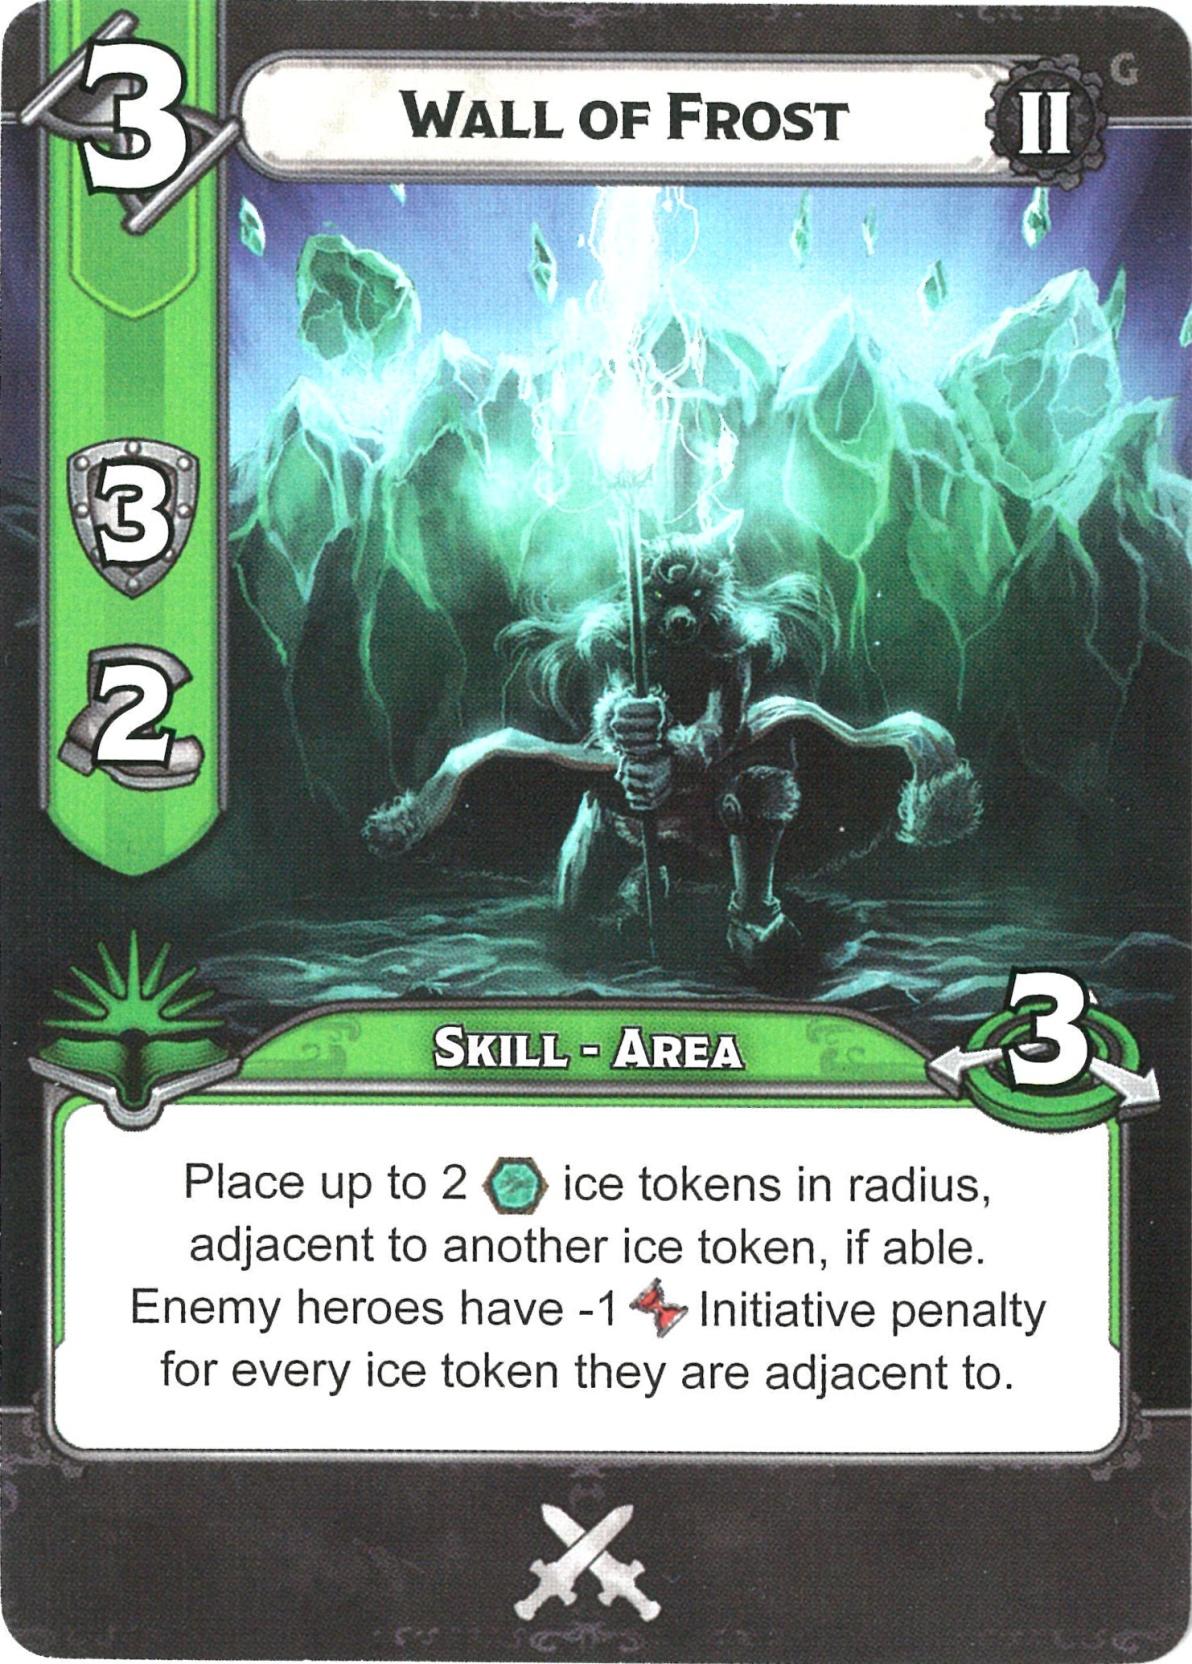 3
WALL OF FROST
II
G
3
2
SKILL - AREA
3
Place up to 2 ice tokens in radius,
adjacent to another ice token, if able.
Enemy heroes have -1 Initiative penalty
for every ice token they are adjacent to.